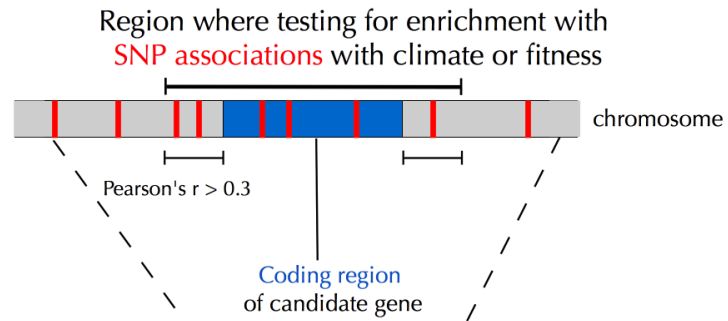 Region where testing for enrichment with
SNP associations with climate or fitness
chromosome
Pearson's r > 0.3
Coding region
of candidate gene